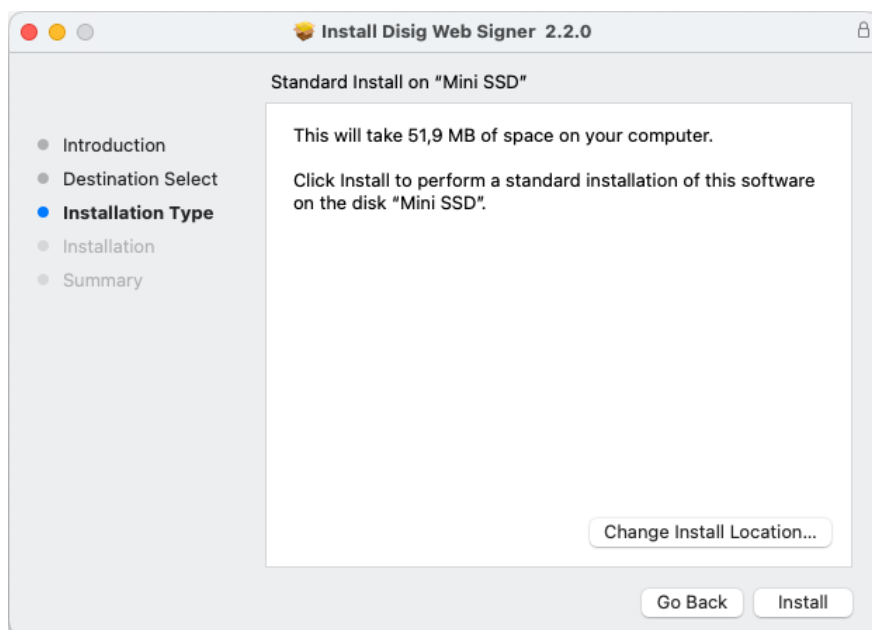 Install Disig Web Signer 2.2.0
Standard Install on “Mini SSD”
Introduction
Destination Select
Installation Type
Installation
Summary
This will take 51,9 MB of space on your computer.
Click Install to perform a standard installation of this software
on the disk “Mini SSD”.
Change Install Location...
Go Back
Install